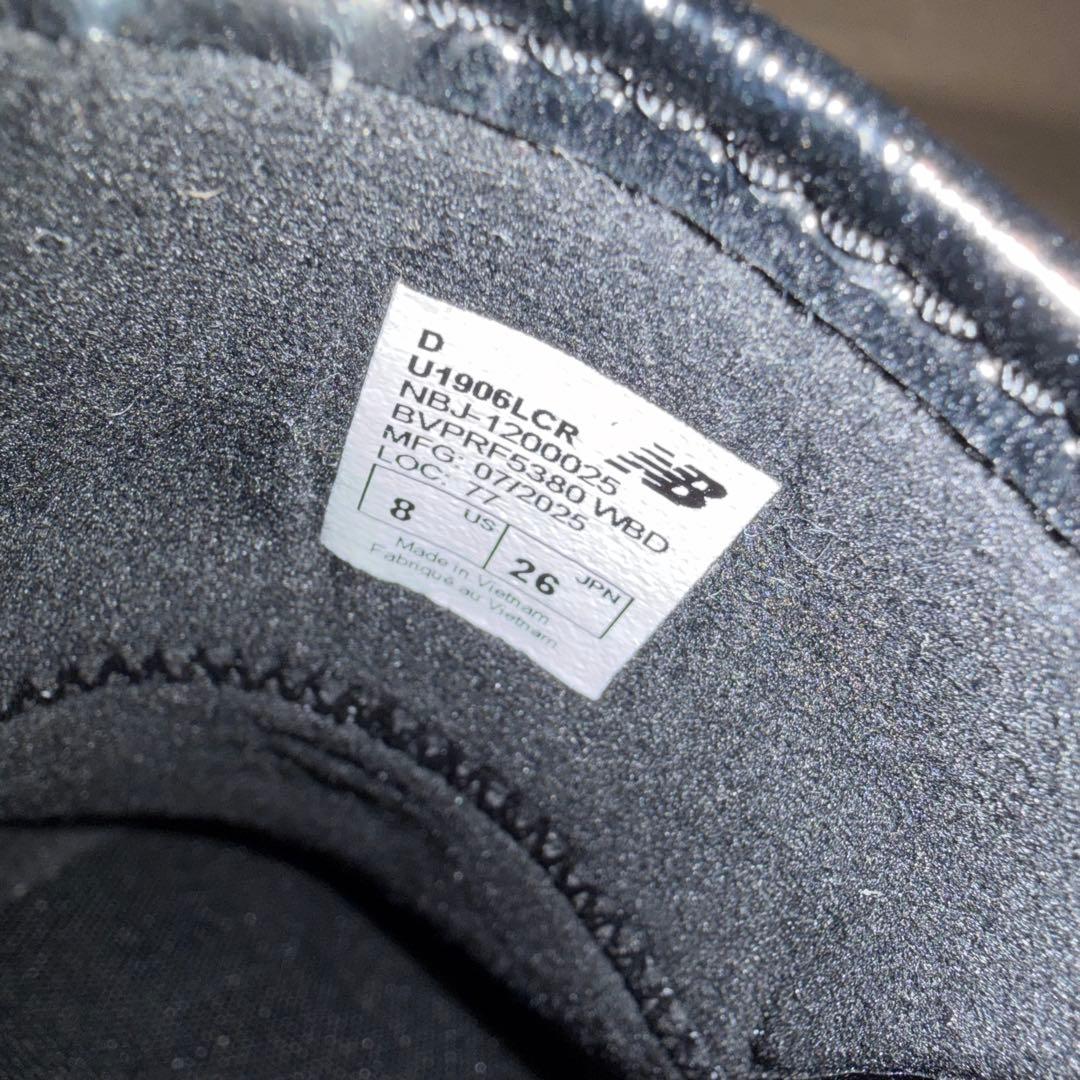 D
U1906LCR
NBJ-1200025
BVPRF5380 WBD
MFG: 07/2025
LOC: 77
8 US 26 JPN
Made in Vietnam
Fabriqué au Vietnam
NB